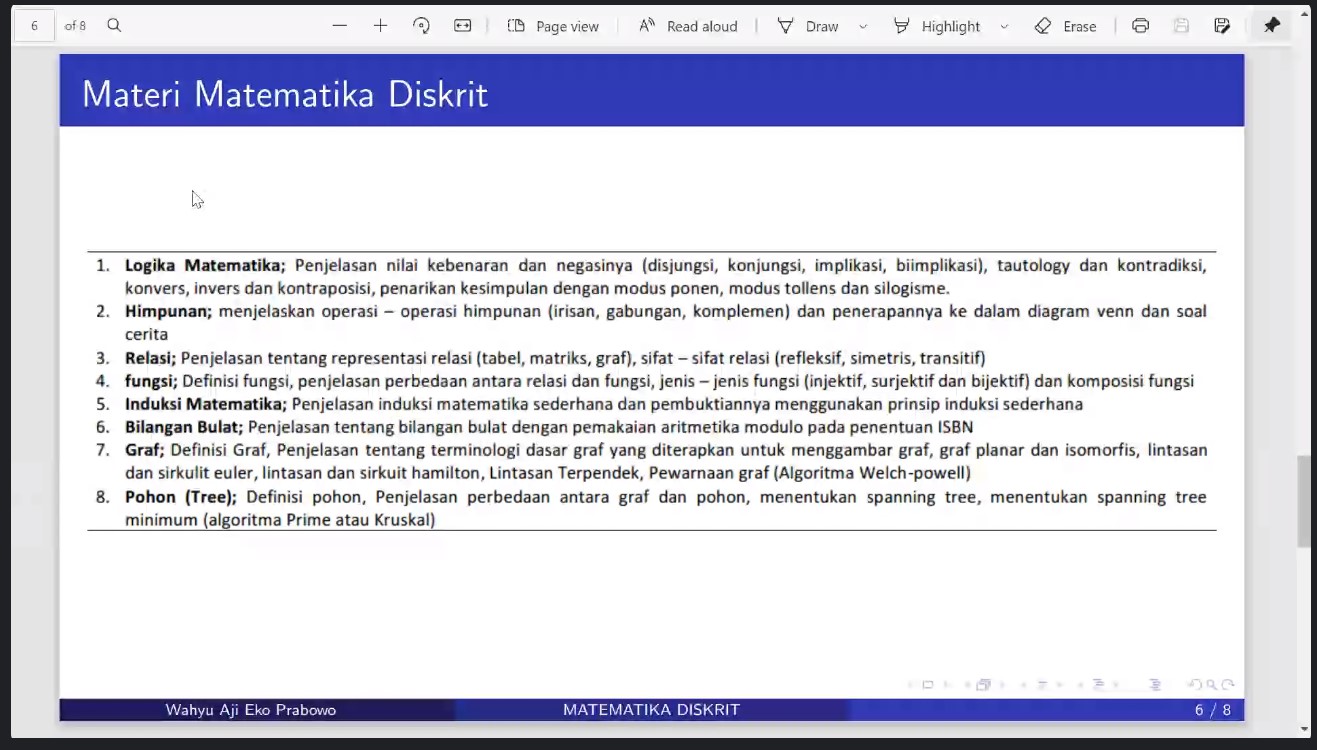 6 of 8 Page view Read aloud Draw Highlight Erase
Materi Matematika Diskrit
1. Logika Matematika; Penjelasan nilai kebenaran dan negasinya (disjungsi, konjungsi, implikasi, biimplikasi), tautology dan kontradiksi,
konvers, invers dan kontraposisi, penarikan kesimpulan dengan modus ponen, modus tollens dan silogisme.
2. Himpunan; menjelaskan operasi – operasi himpunan (irisan, gabungan, komplemen) dan penerapannya ke dalam diagram venn dan soal
cerita
3. Relasi; Penjelasan tentang representasi relasi (tabel, matriks, graf), sifat – sifat relasi (refleksif, simetris, transitif)
4. fungsi; Definisi fungsi, penjelasan perbedaan antara relasi dan fungsi, jenis – jenis fungsi (injektif, surjektif dan bijektif) dan komposisi fungsi
5. Induksi Matematika; Penjelasan induksi matematika sederhana dan pembuktiannya menggunakan prinsip induksi sederhana
6. Bilangan Bulat; Penjelasan tentang bilangan bulat dengan pemakaian aritmetika modulo pada penentuan ISBN
7. Graf; Definisi Graf, Penjelasan tentang terminologi dasar graf yang diterapkan untuk menggambar graf, graf planar dan isomorfis, lintasan
dan sirkulit euler, lintasan dan sirkuit hamilton, Lintasan Terpendek, Pewarnaan graf (Algoritma Welch-powell)
8. Pohon (Tree); Definisi pohon, Penjelasan perbedaan antara graf dan pohon, menentukan spanning tree, menentukan spanning tree
minimum (algoritma Prime atau Kruskal)
Wahyu Aji Eko Prabowo MATEMATIKA DISKRIT 6 / 8